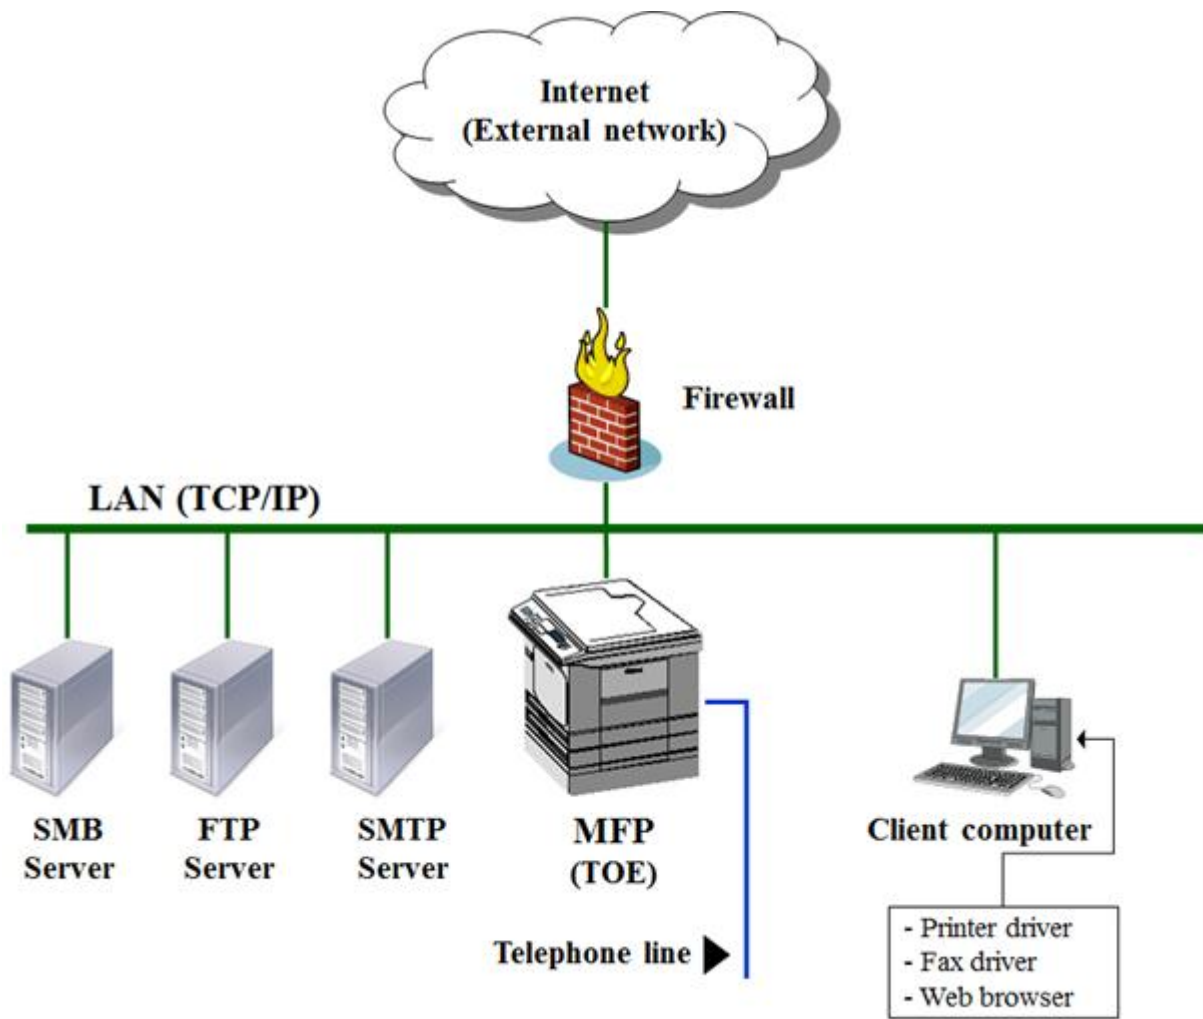 Internet
(External network)
Firewall
LAN (TCP/IP)
SMB
Server
FTP
Server
SMTP
Server
MFP
(TOE)
Client computer
Telephone line
- Printer driver
- Fax driver
- Web browser